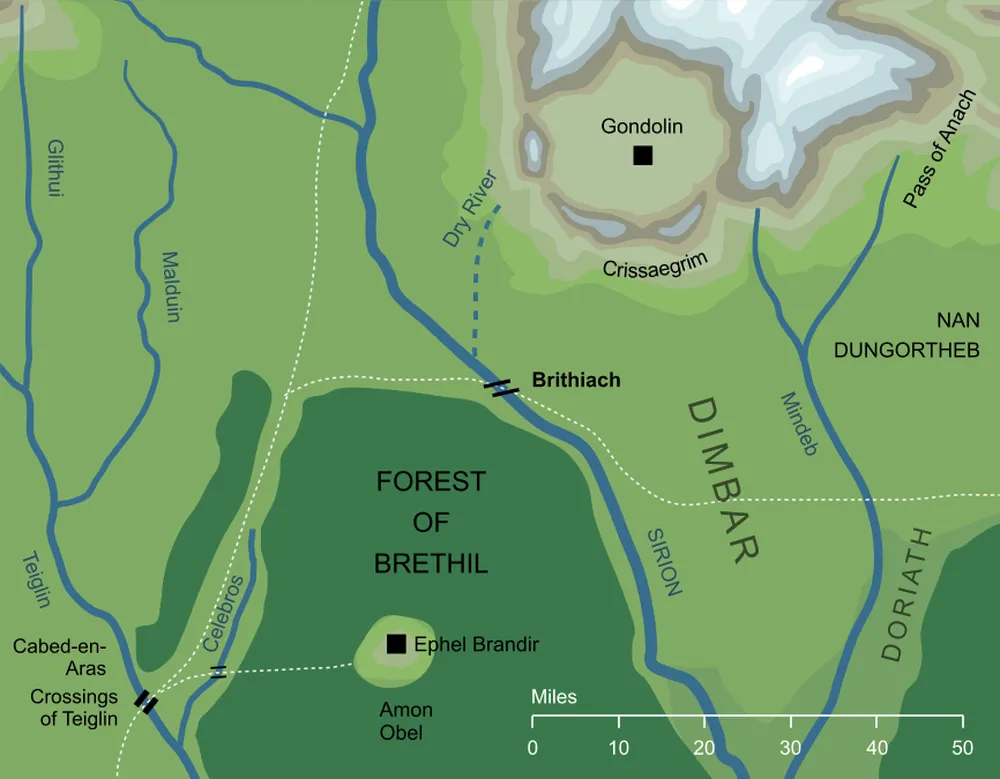 Gondolin
Pass of Anach
Glithui
Dry River
Malduin
Crissaegrim
NAN
DUNGORTHEB
Brithiach
Mindeb
DIMBAR
FOREST
OF
BRETHIL
SIRION
Teiglin
Celebros
DORIATH
Cabed-en-
Aras
Ephel Brandir
Crossings
of Teiglin
Amon
Obel
Miles
0 10 20 30 40 50